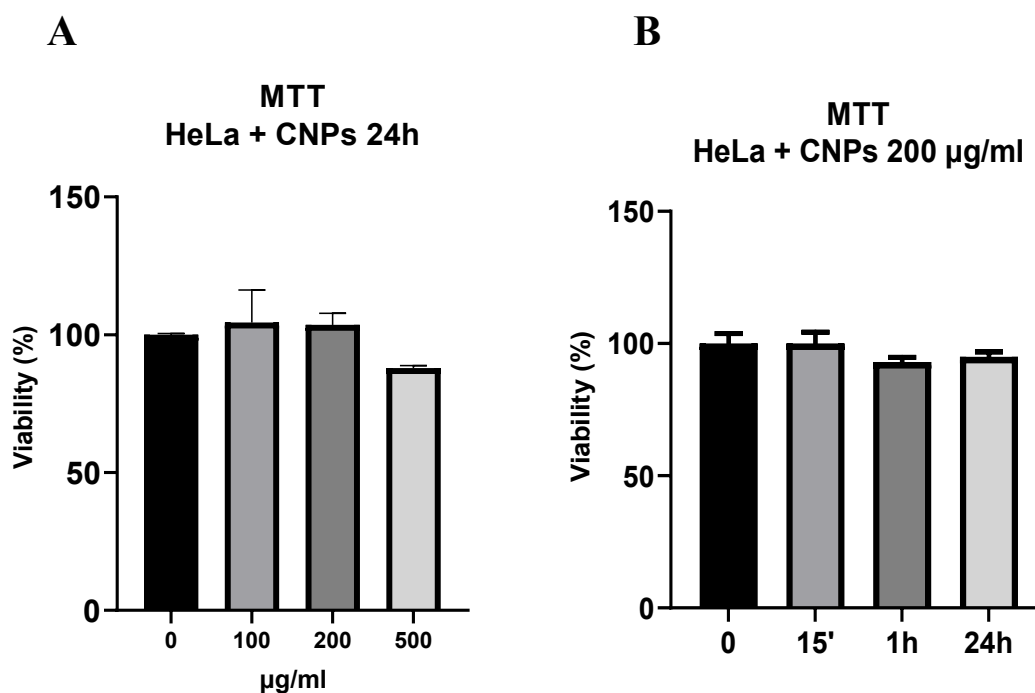 A
MTT
HeLa + CNPs 24h
Viability (%)
150
100
50
0
0 100 200 500
µg/ml
B
MTT
HeLa + CNPs 200 µg/ml
Viability (%)
150
100
50
0
0 15' 1h 24h